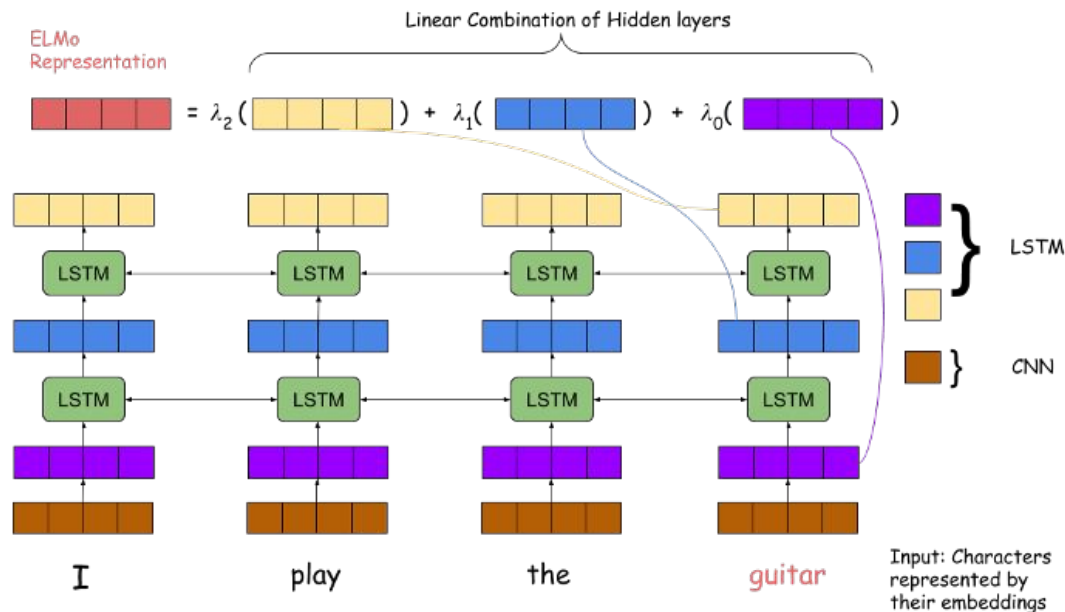 Linear Combination of Hidden layers
ELMo
Representation
= λ2( ) + λ1( ) + λ0( )
LSTM LSTM LSTM LSTM
LSTM
LSTM LSTM LSTM LSTM
CNN
I play the guitar
Input: Characters
represented by
their embeddings